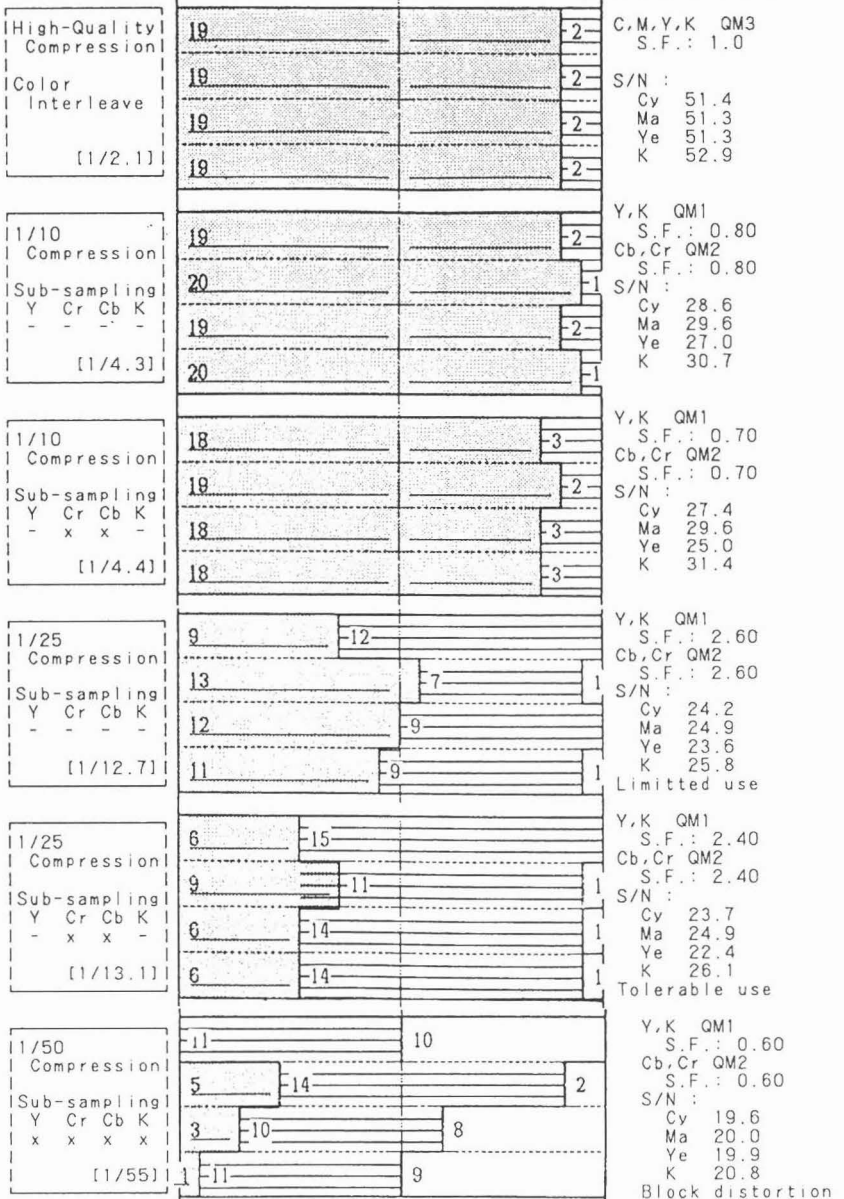 High-Quality
Compression
Color
Interleave
[1/2.1]
19 2
19 2
19 2
19 2
C,M,Y,K QM3
S.F.: 1.0
S/N :
Cy 51.4
Ma 51.3
Ye 51.3
K 52.9
1/10
Compression
Sub-sampling
Y Cr Cb K
- - - -
[1/4.3]
19 2
20 1
19 2
20 1
Y,K QM1
S.F.: 0.80
Cb,Cr QM2
S.F.: 0.80
S/N :
Cy 28.6
Ma 29.6
Ye 27.0
K 30.7
1/10
Compression
Sub-sampling
Y Cr Cb K
- x x -
[1/4.4]
18 3
19 2
18 3
18 3
Y,K QM1
S.F.: 0.70
Cb,Cr QM2
S.F.: 0.70
S/N :
Cy 27.4
Ma 29.6
Ye 25.0
K 31.4
1/25
Compression
Sub-sampling
Y Cr Cb K
- - - -
[1/12.7]
9 12
13 7 1
12 9
11 9 1
Y,K QM1
S.F.: 2.60
Cb,Cr QM2
S.F.: 2.60
S/N :
Cy 24.2
Ma 24.9
Ye 23.6
K 25.8
Limitted use
1/25
Compression
Sub-sampling
Y Cr Cb K
- x x -
[1/13.1]
6 15
9 11 1
6 14 1
6 14 1
Y,K QM1
S.F.: 2.40
Cb,Cr QM2
S.F.: 2.40
S/N :
Cy 23.7
Ma 24.9
Ye 22.4
K 26.1
Tolerable use
1/50
Compression
Sub-sampling
Y Cr Cb K
x x x x
[1/55]
11 10
5 14 2
3 10 8
1 11 9
Y,K QM1
S.F.: 0.60
Cb,Cr QM2
S.F.: 0.60
S/N :
Cy 19.6
Ma 20.0
Ye 19.9
K 20.8
Block distortion